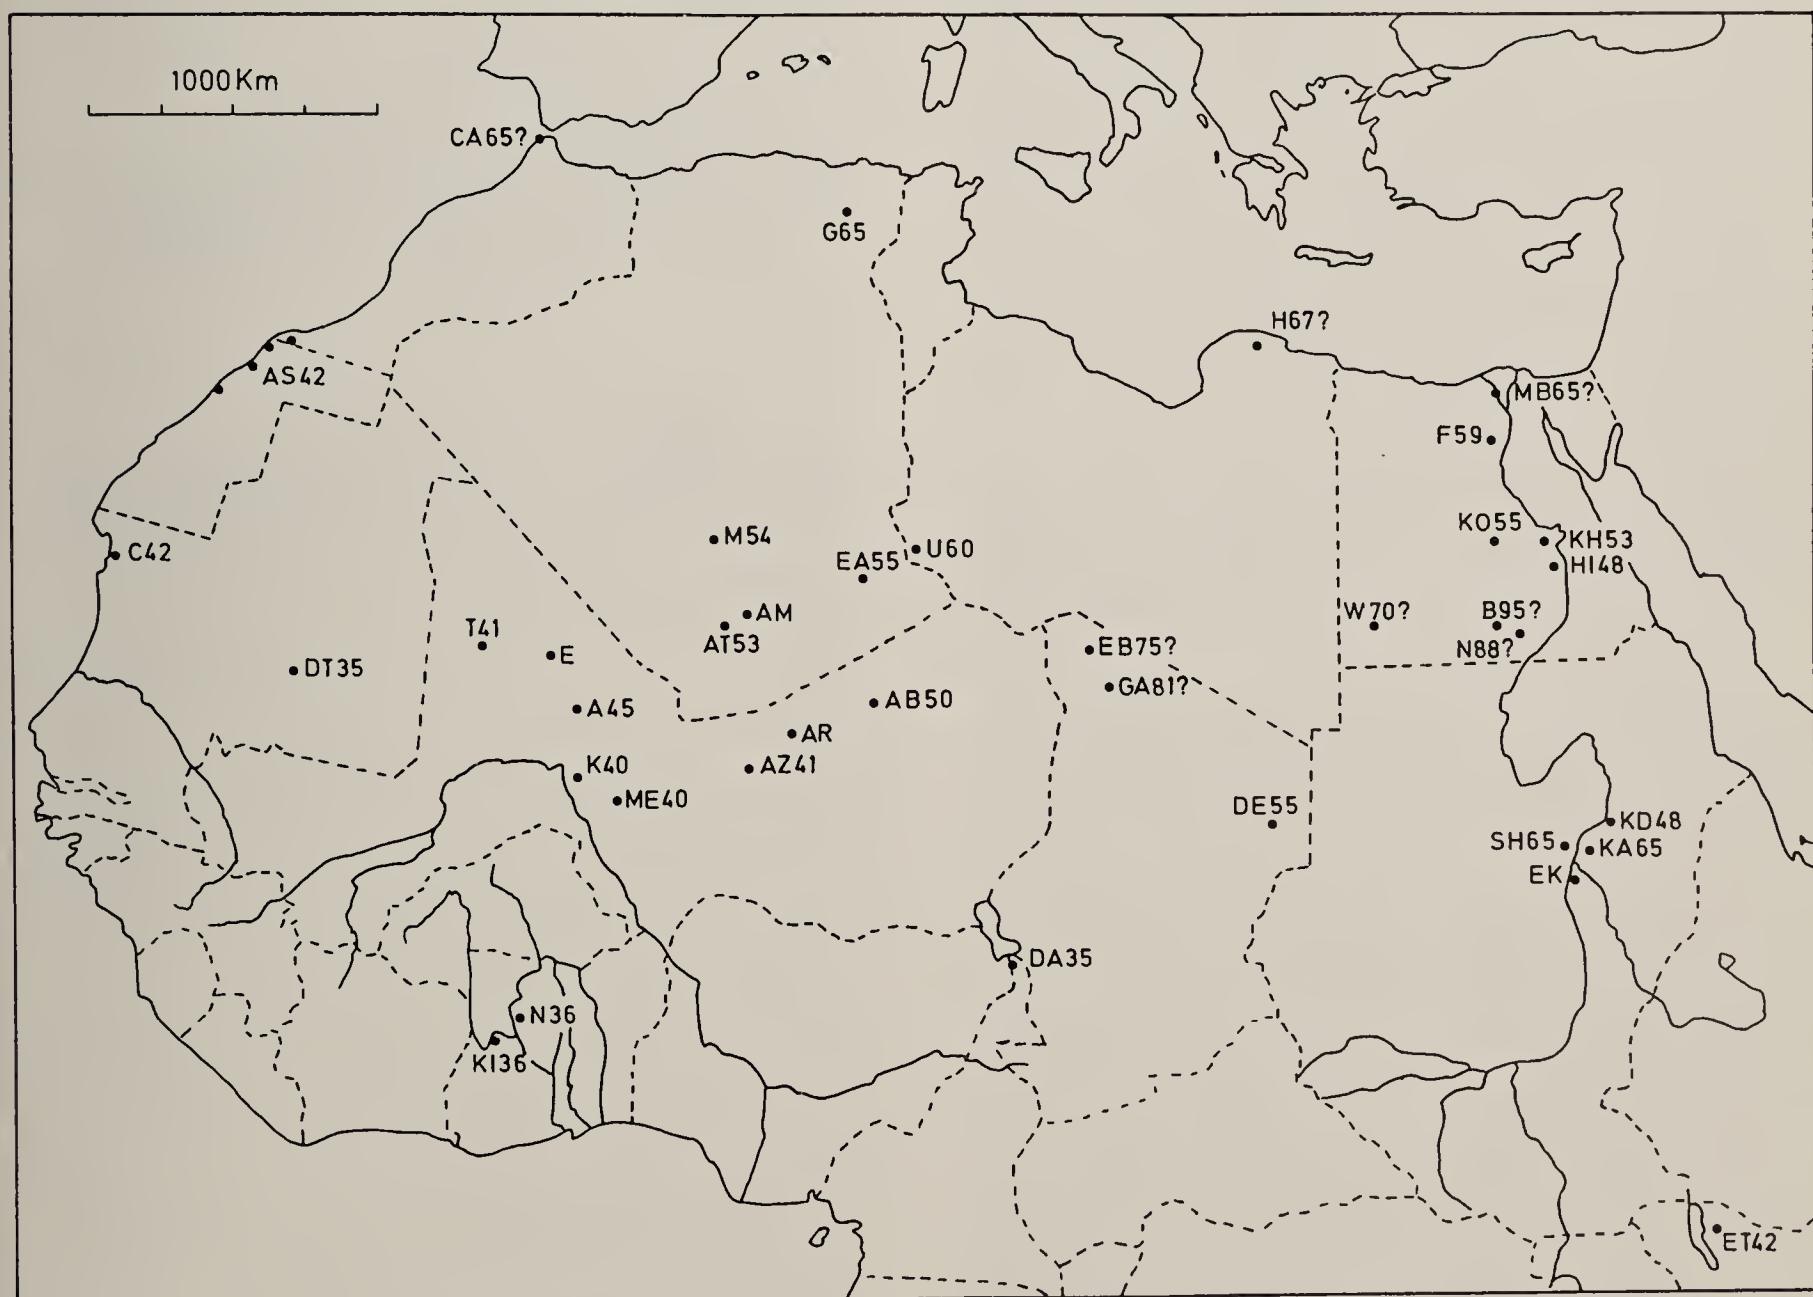 1000Km
CA65?
G65
H67?
AS42
MB65?
F59
M54
KO55
KH53
C42
EA55
U60
HI48
AM
W70?
B95?
T41
AT53
N88?
DT35
E
EB75?
GA81?
A45
AB50
AR
K40
AZ41
ME40
DE55
KD48
SH65
KA65
EK
DA35
N36
KI36
ET42